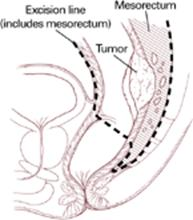 Excision line
(includes mesorectum)
Mesorectum
Tumor